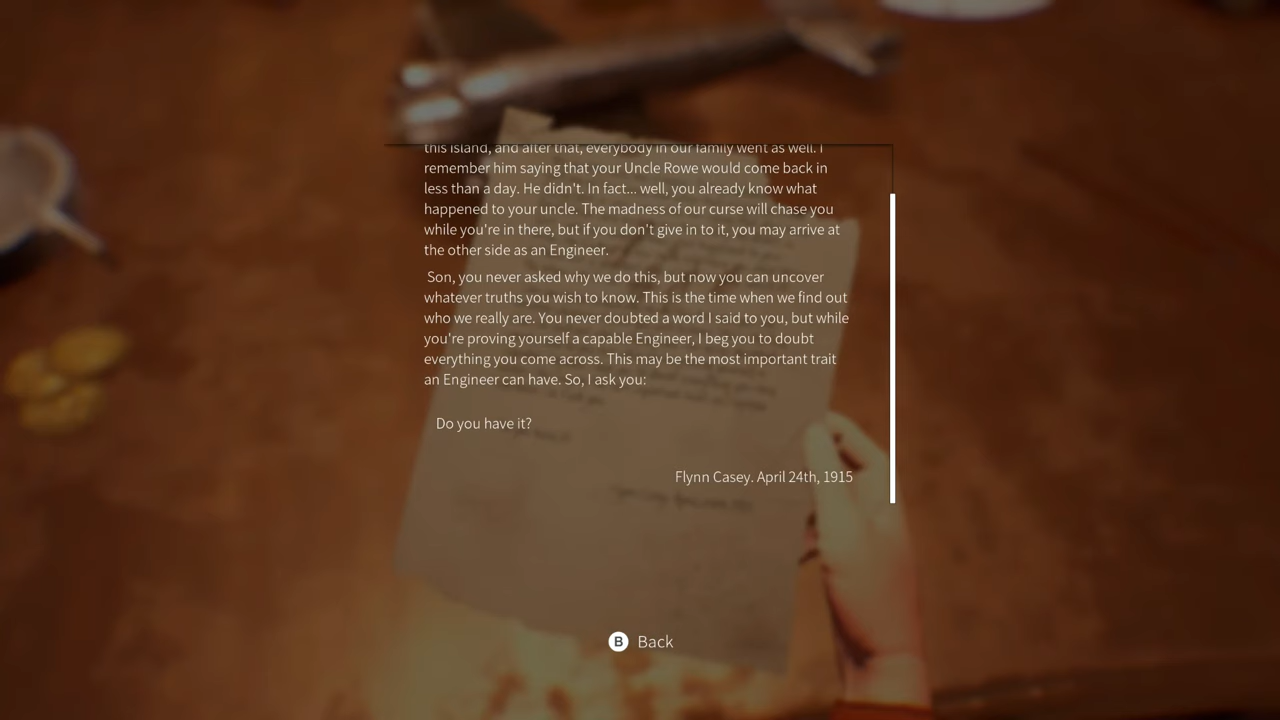 this island, and after that, everybody in our family went as well. I
remember him saying that your Uncle Rowe would come back in
less than a day. He didn't. In fact... well, you already know what
happened to your uncle. The madness of our curse will chase you
while you're in there, but if you don't give in to it, you may arrive at
the other side as an Engineer.
Son, you never asked why we do this, but now you can uncover
whatever truths you wish to know. This is the time when we find out
who we really are. You never doubted a word I said to you, but while
you're proving yourself a capable Engineer, I beg you to doubt
everything you come across. This may be the most important trait
an Engineer can have. So, I ask you:
Do you have it?
Flynn Casey. April 24th, 1915
B Back